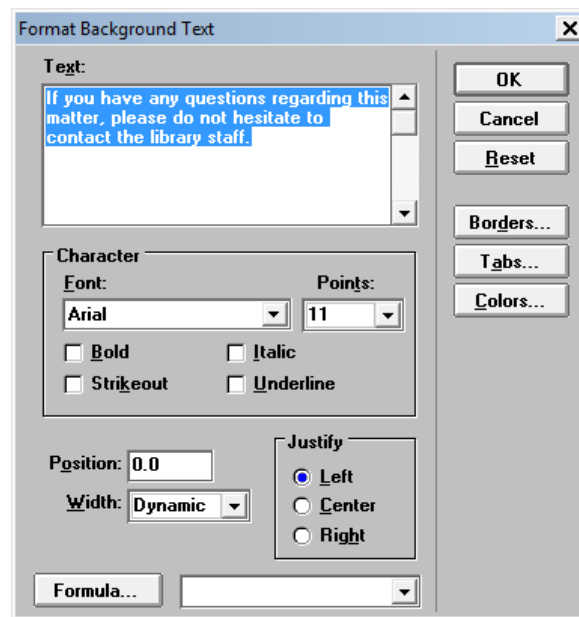 Format Background Text
Text:
If you have any questions regarding this
matter, please do not hesitate to
contact the library staff.
OK
Cancel
Reset
Borders...
Tabs...
Colors...
Character
Font:
Points:
Arial
11
Bold
Italic
Strikeout
Underline
Position: 0.0
Width: Dynamic
Justify
Left
Center
Right
Formula...